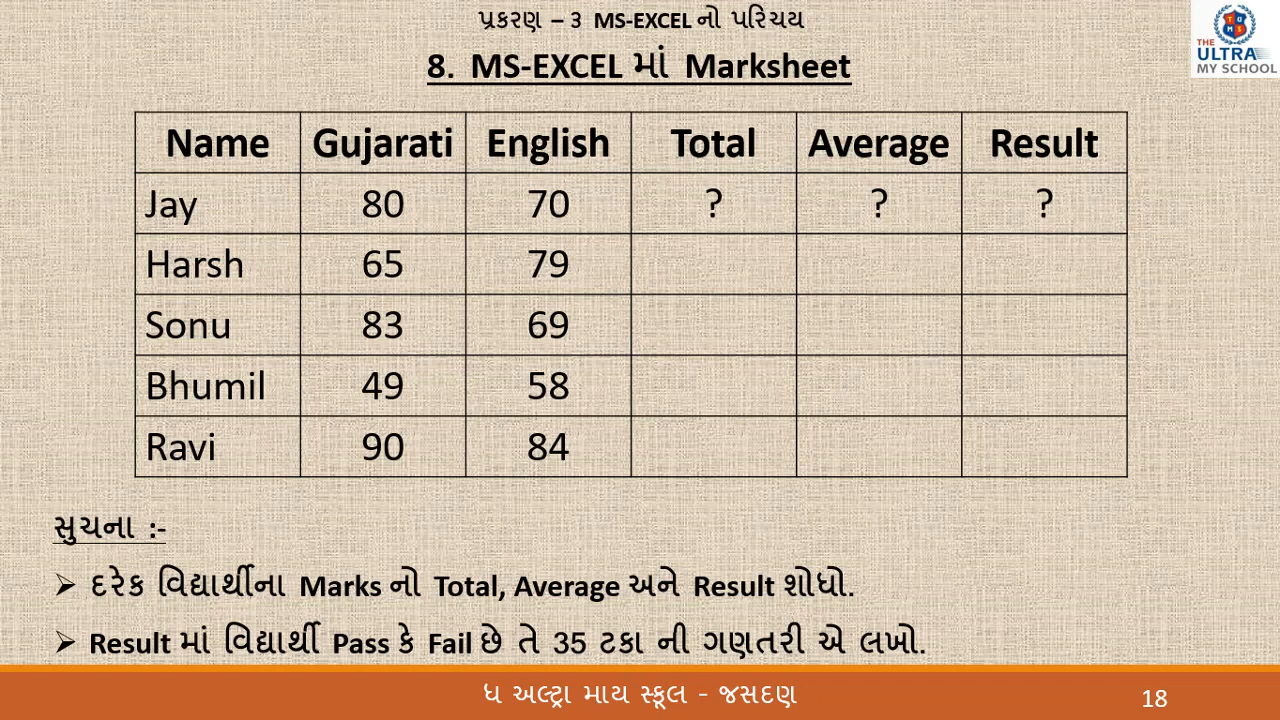 પ્રકરણ – ૩ MS-EXCEL નો પરિચય
THE
ULTRA
MY SCHOOL
8. MS-EXCEL માં Marksheet
Name Gujarati English Total Average Result
Jay 80 70 ? ? ?
Harsh 65 79
Sonu 83 69
Bhumil 49 58
Ravi 90 84
સુચના :-
➢ દરેક વિદ્યાર્થીના Marks નો Total, Average અને Result શોધો.
➢ Result માં વિદ્યાર્થી Pass કે Fail છે તે 35 ટકા ની ગણતરી એ લખો.
ધ અલ્ટ્રા માય સ્કૂલ - જસદણ
18